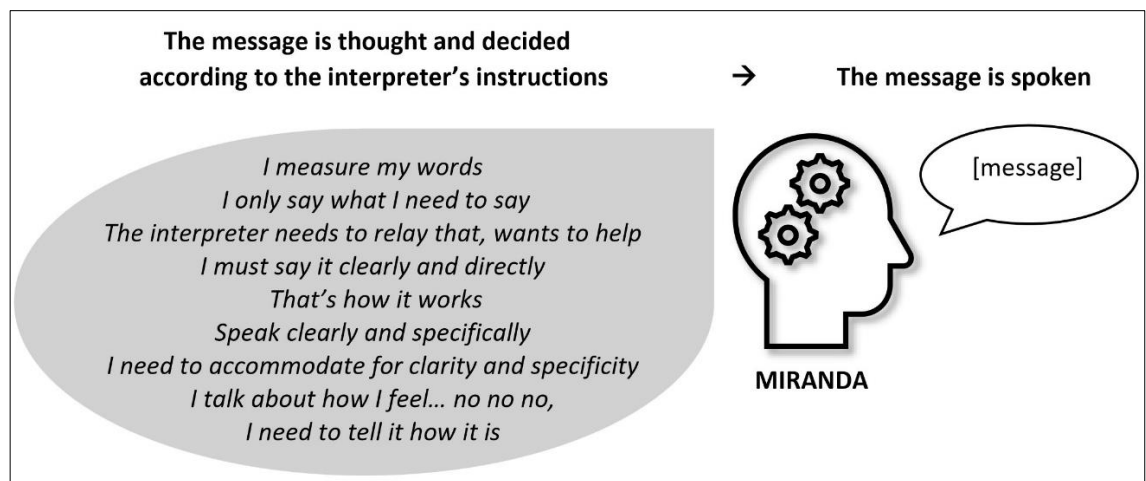 The message is thought and decided
according to the interpreter’s instructions → The message is spoken
I measure my words
I only say what I need to say
The interpreter needs to relay that, wants to help
I must say it clearly and directly
That’s how it works
Speak clearly and specifically
I need to accommodate for clarity and specificity
I talk about how I feel… no no no,
I need to tell it how it is
MIRANDA
[message]